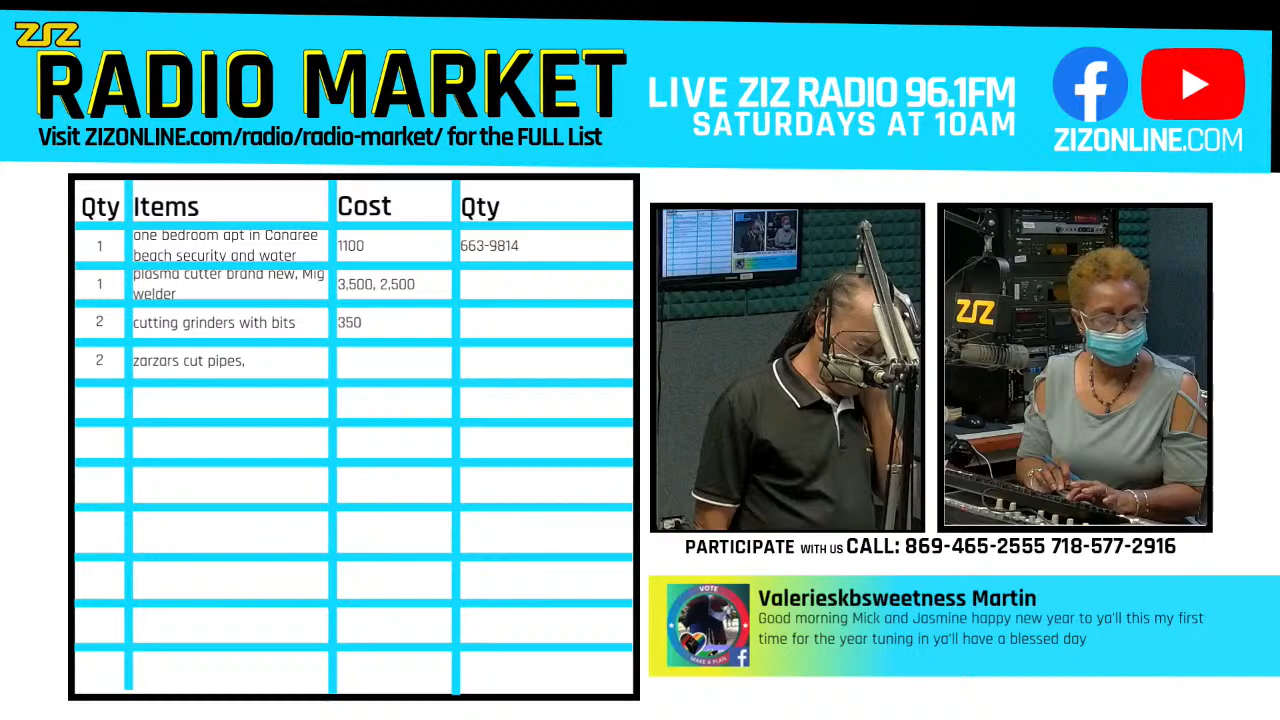 ZIZ
RADIO MARKET
Visit ZIZONLINE.com/radio/radio-market/ for the FULL List
LIVE ZIZ RADIO 96.1FM
SATURDAYS AT 10AM
ZIZONLINE.COM
Qty Items Cost Qty
1 one bedroom apt in Conaree beach security and water 1100 663-9814
1 plasma cutter brand new, Mig welder 3,500, 2,500
2 cutting grinders with bits 350
2 zarzars cut pipes,
ZIZ
PARTICIPATE WITH US CALL: 869-465-2555 718-577-2916
VOTE
MAKE A PLAN
Valerieskbsweetness Martin
Good morning Mick and Jasmine happy new year to ya'll this my first
time for the year tuning in ya'll have a blessed day